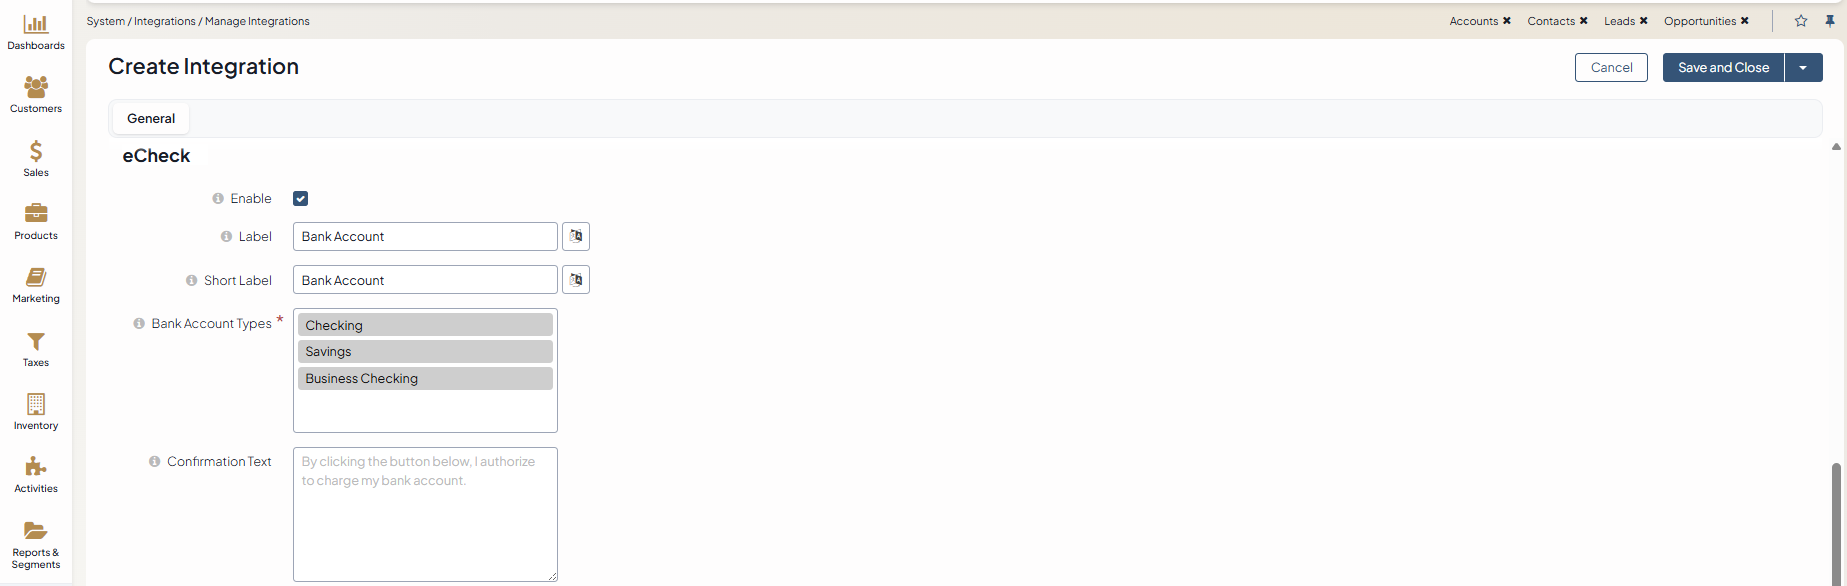 System / Integrations / Manage Integrations
Accounts ✖ Contacts ✖ Leads ✖ Opportunities ✖
Dashboards
Customers
Sales
Products
Marketing
Taxes
Inventory
Activities
Reports &
Segments
Create Integration
Cancel
Save and Close
General
eCheck
Enable
Label
Bank Account
Short Label
Bank Account
Bank Account Types *
Checking
Savings
Business Checking
Confirmation Text
By clicking the button below, I authorize
to charge my bank account.